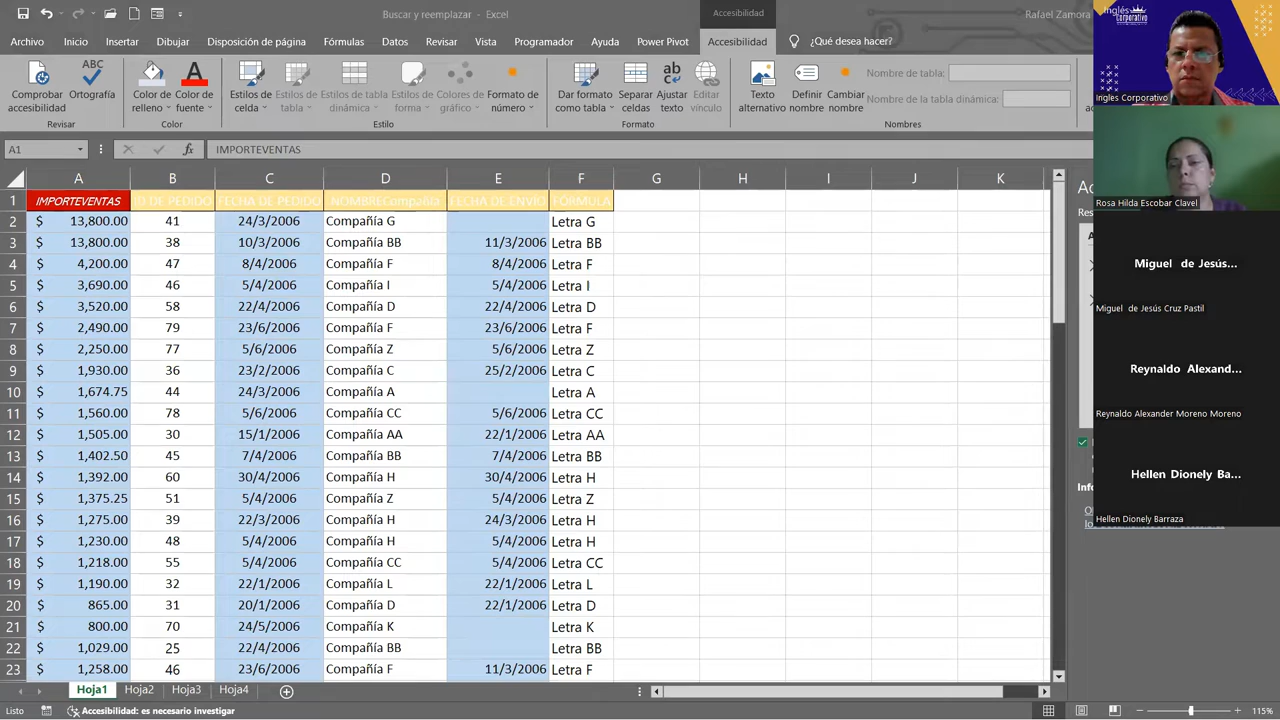 Buscar y reemplazar - Excel
Accesibilidad
Rafael Zamora
Archivo Inicio Insertar Dibujar Disposición de página Fórmulas Datos Revisar Vista Programador Ayuda Power Pivot Accesibilidad ¿Qué desea hacer?
Comprobar accesibilidad
ABC Ortografía
Color de relleno
Color de fuente
Estilos de celda
Estilos de tabla
Estilos de tabla dinámica
Estilos de forma
Colores de gráfico
Formato de número
Dar formato como tabla
Separar celdas
ab Ajustar texto
Editar vínculo
Texto alternativo
Definir nombre
Cambiar nombre
Nombre de tabla:
Nombre de la tabla dinámica:
Revisar Color Estilo Formato Nombres
A1 fx IMPORTEVENTAS
A B C D E F G H I J K
1 IMPORTEVENTAS ID DE PEDIDO FECHA DE PEDIDO NOMBRECompañía FECHA DE ENVIO FÓRMULA
2 $ 13,800.00 41 24/3/2006 Compañía G Letra G
3 $ 13,800.00 38 10/3/2006 Compañía BB 11/3/2006 Letra BB
4 $ 4,200.00 47 8/4/2006 Compañía F 8/4/2006 Letra F
5 $ 3,690.00 46 5/4/2006 Compañía I 5/4/2006 Letra I
6 $ 3,520.00 58 22/4/2006 Compañía D 22/4/2006 Letra D
7 $ 2,490.00 79 23/6/2006 Compañía F 23/6/2006 Letra F
8 $ 2,250.00 77 5/6/2006 Compañía Z 5/6/2006 Letra Z
9 $ 1,930.00 36 23/2/2006 Compañía C 25/2/2006 Letra C
10 $ 1,674.75 44 24/3/2006 Compañía A Letra A
11 $ 1,560.00 78 5/6/2006 Compañía CC 5/6/2006 Letra CC
12 $ 1,505.00 30 15/1/2006 Compañía AA 22/1/2006 Letra AA
13 $ 1,402.50 45 7/4/2006 Compañía BB 7/4/2006 Letra BB
14 $ 1,392.00 60 30/4/2006 Compañía H 30/4/2006 Letra H
15 $ 1,375.25 51 5/4/2006 Compañía Z 5/4/2006 Letra Z
16 $ 1,275.00 39 22/3/2006 Compañía H 24/3/2006 Letra H
17 $ 1,230.00 48 5/4/2006 Compañía H 5/4/2006 Letra H
18 $ 1,218.00 55 5/4/2006 Compañía CC 5/4/2006 Letra CC
19 $ 1,190.00 32 22/1/2006 Compañía L 22/1/2006 Letra L
20 $ 865.00 31 20/1/2006 Compañía D 22/1/2006 Letra D
21 $ 800.00 70 24/5/2006 Compañía K Letra K
22 $ 1,029.00 25 22/4/2006 Compañía BB Letra BB
23 $ 1,258.00 46 23/6/2006 Compañía F 11/3/2006 Letra F
Hoja1 Hoja2 Hoja3 Hoja4
Listo Accesibilidad: es necesario investigar 115%
Inglés Corporativo
Ingles Corporativo
Rosa Hilda Escobar Clavel
Miguel de Jesús...
Miguel de Jesús Cruz Pastil
Reynaldo Alexand...
Reynaldo Alexander Moreno Moreno
Hellen Dionely Ba...
Hellen Dionely Barraza